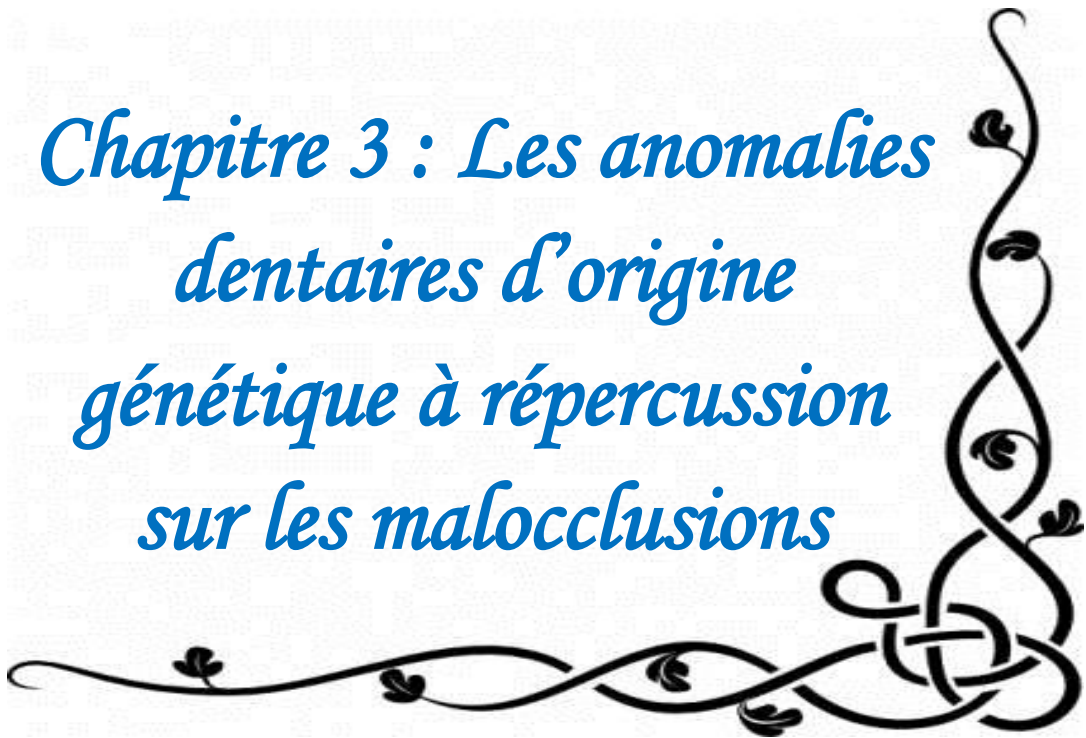 Chapitre 3 : Les anomalies
dentaires d’origine
génétique à répercussion
sur les malocclusions